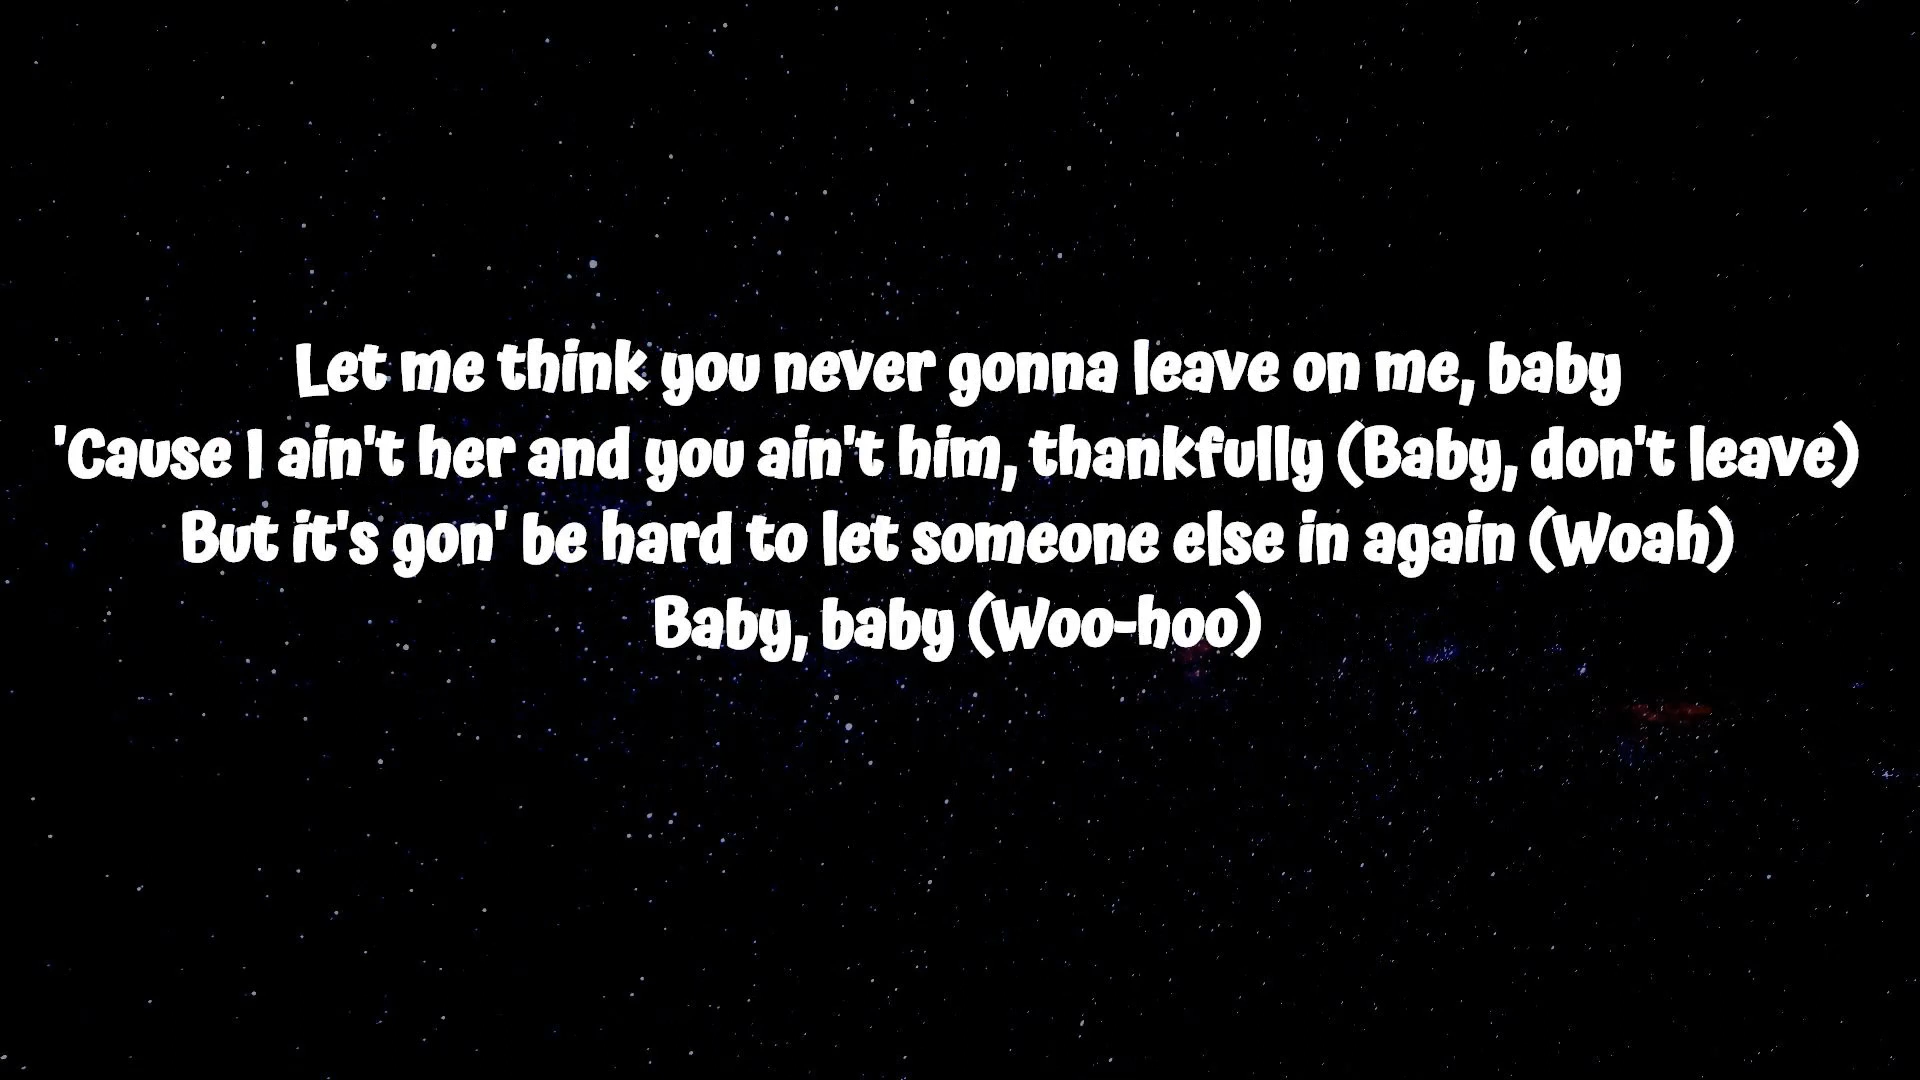 Let me think you never gonna leave on me, baby
'Cause I ain't her and you ain't him, thankfully (Baby, don't leave)
But it's gon' be hard to let someone else in again (Woah)
Baby, baby (Woo-hoo)